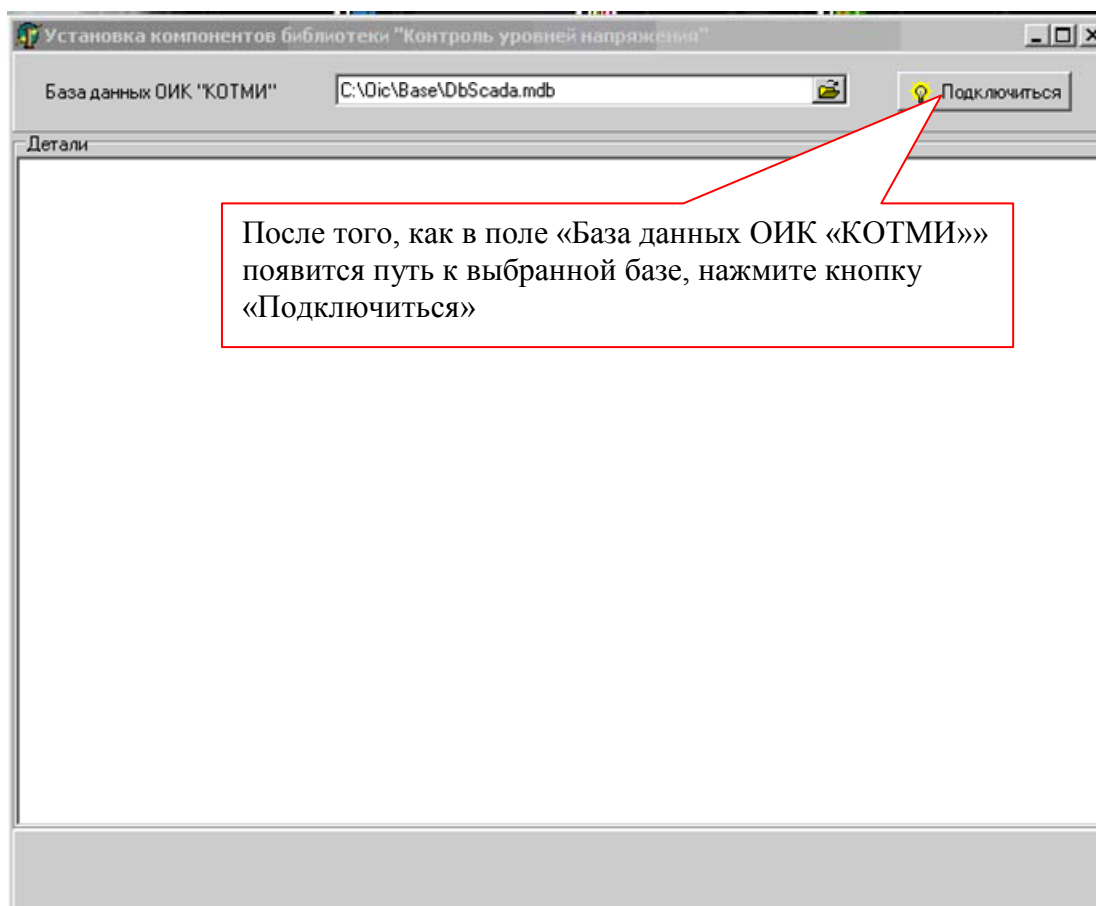 Установка компонентов библиотеки "Контроль уровней напряжения"
База данных ОИК "КОТМИ"
C:\Oic\Base\DbScada.mdb
Подключиться
Детали
После того, как в поле «База данных ОИК «КОТМИ»»
появится путь к выбранной базе, нажмите кнопку
«Подключиться»